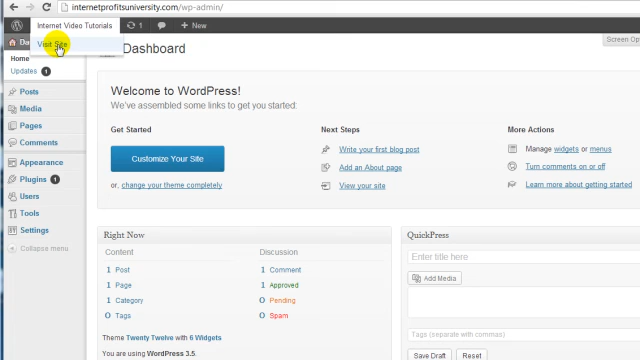 internetprofitsuniversity.com/wp-admin/
Internet Video Tutorials 1 + New
Visit Site
Screen Op
Dashboard
Home
Updates 1
Posts
Media
Pages
Comments
Appearance
Plugins 1
Users
Tools
Settings
Collapse menu
Welcome to WordPress!
We've assembled some links to get you started:
Get Started
Customize Your Site
or, change your theme completely
Next Steps
Write your first blog post
Add an About page
View your site
More Actions
Manage widgets or menus
Turn comments on or off
Learn more about getting started
Right Now
Content
1 Post
1 Page
1 Category
0 Tags
Discussion
1 Comment
1 Approved
0 Pending
0 Spam
Theme Twenty Twelve with 6 Widgets
You are using WordPress 3.5.
QuickPress
Enter title here
Add Media
Tags (separate with commas)
Save Draft Reset